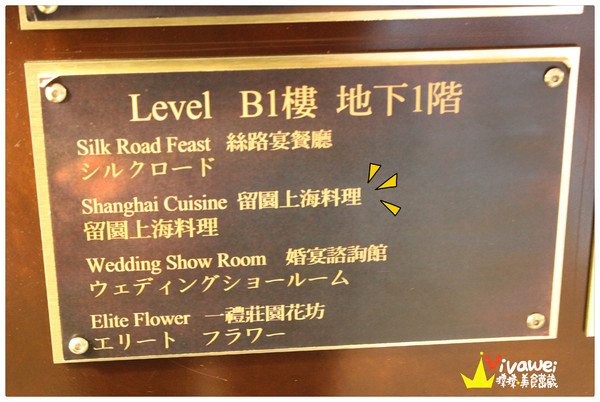 Level B1樓 地下1階
Silk Road Feast 絲路宴餐廳
シルクロード
Shanghai Cuisine 留園上海料理
留園上海料理
Wedding Show Room 婚宴諮詢館
ウェディングショールーム
Elite Flower 一禮莊園花坊
エリート フラワー
Vivawei